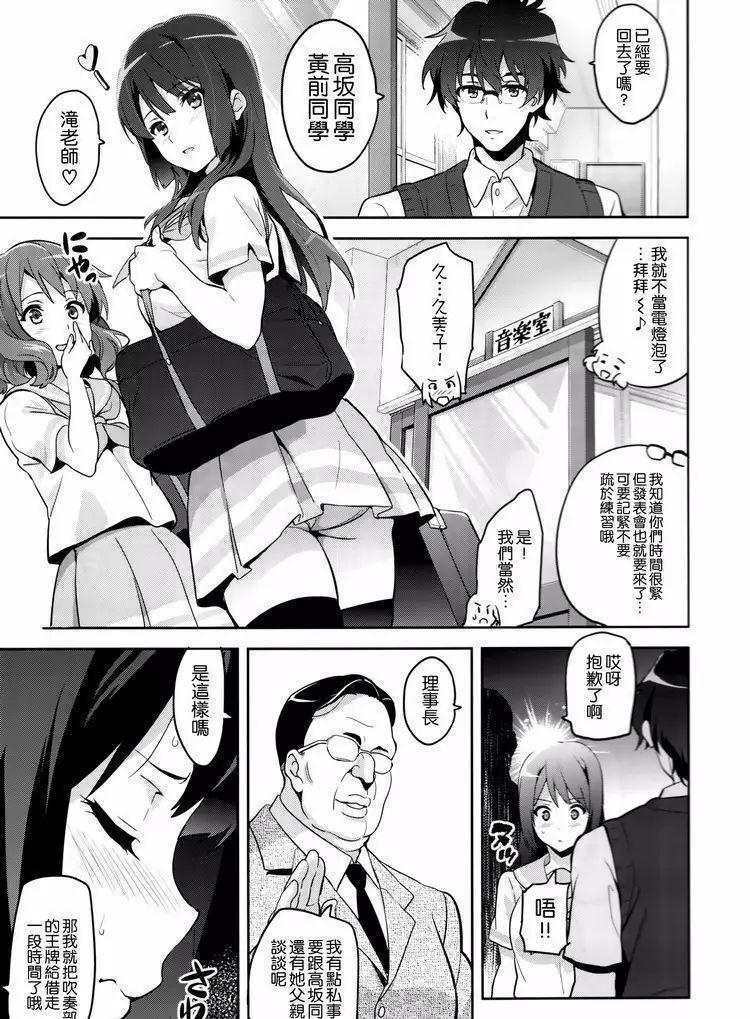 已經要
回去了嗎？
高坂同學
黃前同學
滝老師♡
にゃっ
我就不當電燈泡了
…拜拜～♪
久…久美子！
音楽室
我知道你們時間很緊
但發表會也就要來了…
可要記緊不要
疏於練習哦
是！
我們當然…
哎呀
抱歉了啊
唔!!
ヌッ
理事長
我有點私事
要跟高坂同
還有她父親
談談呢
是這樣嗎
那我就把吹奏部
的王牌給借走
一段時間了哦
さわ